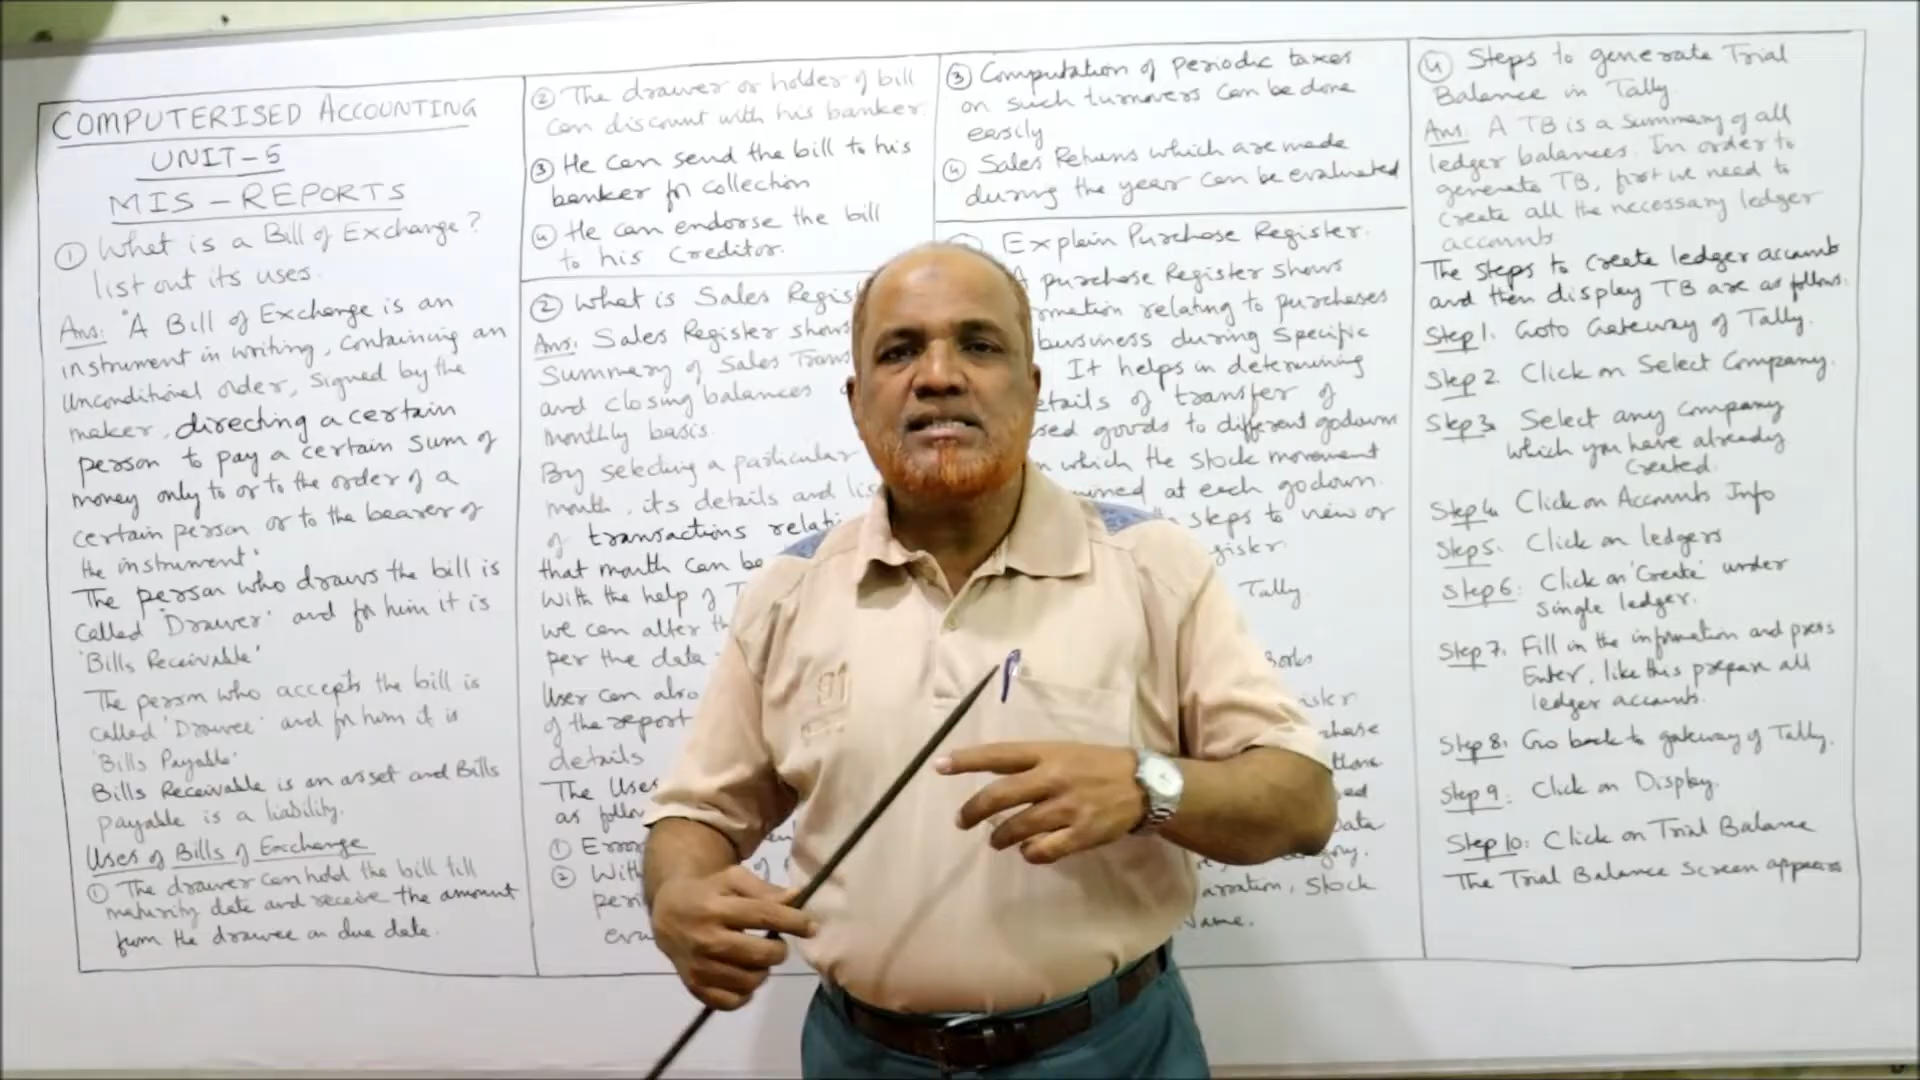 COMPUTERISED ACCOUNTING
UNIT-5
MIS-REPORTS
① What is a Bill of Exchange?
list out its uses.
Ans: "A Bill of Exchange is an
instrument in writing, containing an
unconditional order, signed by the
maker, directing a certain
person to pay a certain sum of
money only to or to the order of a
certain person or to the bearer of
the instrument"
The person who draws the bill is
called 'Drawer' and for him it is
'Bills Receivable'
The person who accepts the bill is
called 'Drawee' and for him it is
'Bills Payable'
Bills Receivable is an asset and Bills
payable is a liability.
Uses of Bills of Exchange
① The drawer can hold the bill till
maturity date and receive the amount
from the drawee on due date.
② The drawer or holder of bill
can discount with his banker.
③ He can send the bill to his
banker for collection
④ He can endorse the bill
to his Creditor.
② What is Sales Regis
Ans: Sales Register shows
Summary of Sales Trans
and closing balances
monthly basis.
By selecting a particular
month, its details and lis
of transactions relati
that month can be
With the help of T
we can alter th
per the data
User can also
of the report
details
The Uses
as follow
① Error
② With
peri
eva
③ Computation of periodic taxes
on such turnovers can be done
easily
④ Sales Returns which are made
during the year can be evaluated
Explain Purchase Register.
A purchase Register shows
rmation relating to purchases
business during specific
It helps in determining
etails of transfer of
sed goods to different godown
n which the stock movement
mined at each godown.
steps to view or
gister.
Tally.
Books
ister
chase
Data
gory.
arration, Stock
Name.
④ Steps to generate Trial
Balance in Tally.
Ans: A TB is a summary of all
ledger balances. In order to
generate TB, first we need to
create all the necessary ledger
accounts
The steps to create ledger accounts
and then display TB are as follows:
Step 1. Goto Gateway of Tally.
Step 2. Click on Select Company.
Step 3. Select any company
which you have already
created.
Step 4. Click on Accounts Info
Step 5. Click on ledgers
Step 6: Click on 'Create' under
single ledger.
Step 7. Fill in the information and press
Enter, like this prepare all
ledger accounts.
Step 8: Go back to gateway of Tally.
Step 9: Click on Display.
Step 10: Click on Trial Balance
The Trial Balance screen appears